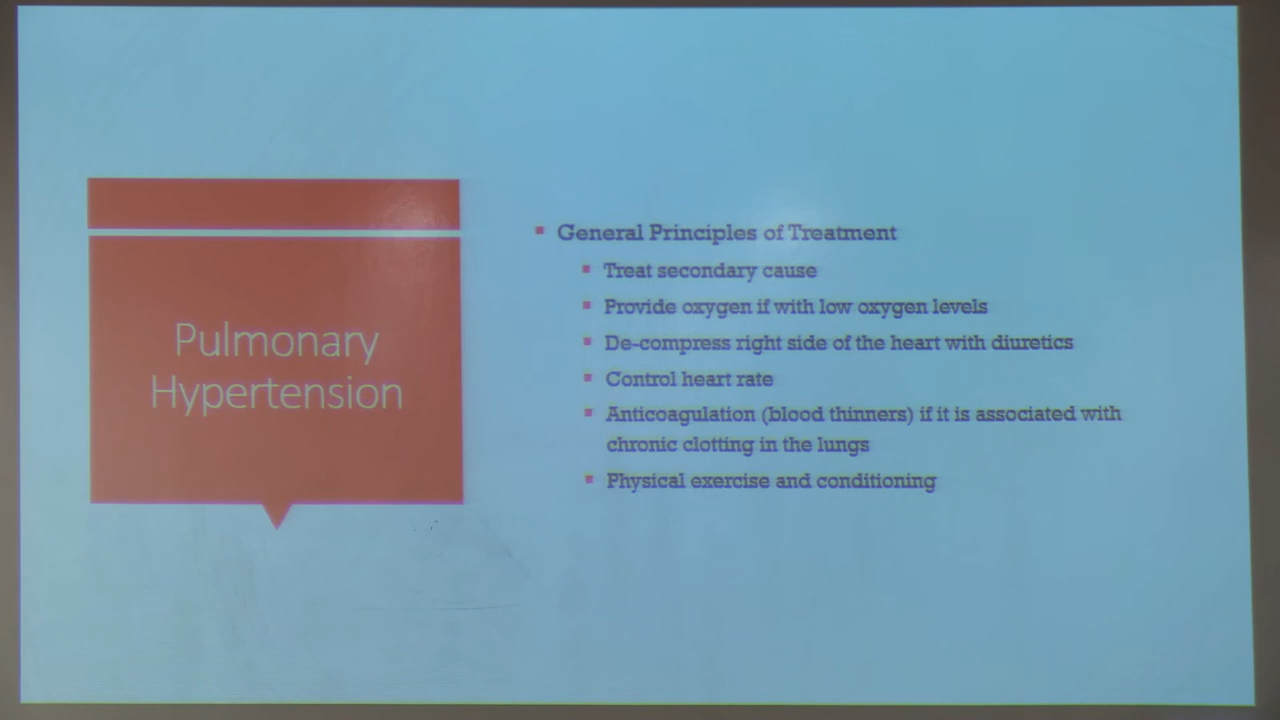 Pulmonary
Hypertension
General Principles of Treatment
Treat secondary cause
Provide oxygen if with low oxygen levels
De-compress right side of the heart with diuretics
Control heart rate
Anticoagulation (blood thinners) if it is associated with
chronic clotting in the lungs
Physical exercise and conditioning